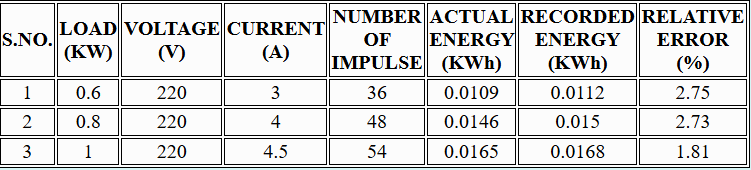 S.NO. LOAD (KW) VOLTAGE (V) CURRENT (A) NUMBER OF IMPULSE ACTUAL ENERGY (KWh) RECORDED ENERGY (KWh) RELATIVE ERROR (%)
1 0.6 220 3 36 0.0109 0.0112 2.75
2 0.8 220 4 48 0.0146 0.015 2.73
3 1 220 4.5 54 0.0165 0.0168 1.81